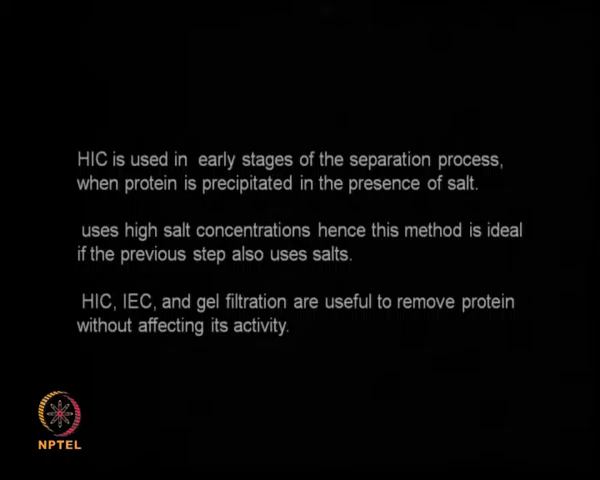 HIC is used in early stages of the separation process,
when protein is precipitated in the presence of salt.
uses high salt concentrations hence this method is ideal
if the previous step also uses salts.
HIC, IEC, and gel filtration are useful to remove protein
without affecting its activity.
NPTEL